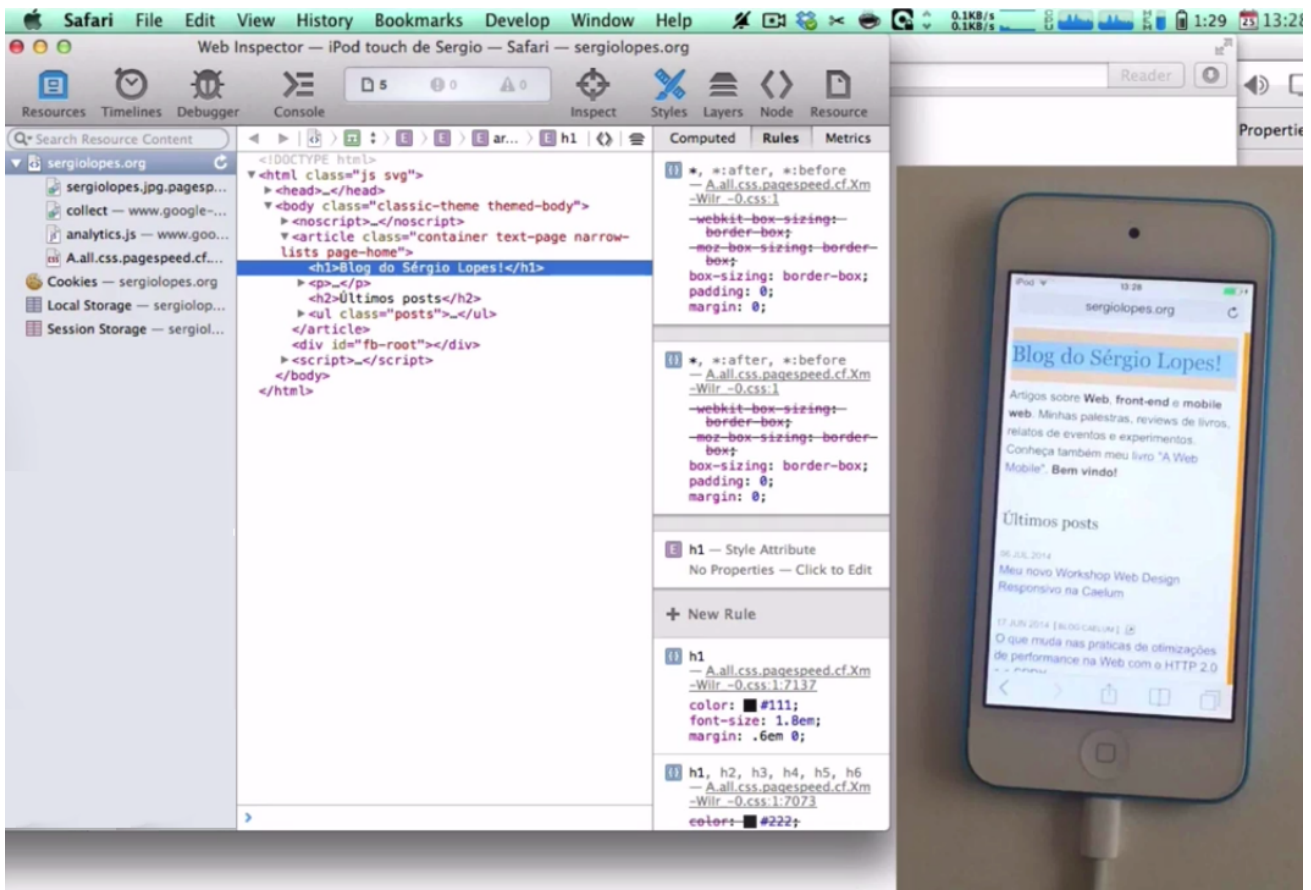 Safari File Edit View History Bookmarks Develop Window Help 0.1KB/s 0.1KB/s 1:29 25 13:28
Web Inspector — iPod touch de Sergio — Safari — sergiolopes.org
5 0 0
Reader
Resources Timelines Debugger Console Inspect Styles Layers Node Resource
Search Resource Content
sergiolopes.org
sergiolopes.jpg.pagesp...
collect — www.google-...
analytics.js — www.goo...
A.all.css.pagespeed.cf....
Cookies — sergiolopes.org
Local Storage — sergiolop...
Session Storage — sergiol...
E E E ar... E h1
<!DOCTYPE html>
▼<html class="js svg">
▶<head>…</head>
▼<body class="classic-theme themed-body">
▶<noscript>…</noscript>
▼<article class="container text-page narrow-
lists page-home">
<h1>Blog do Sérgio Lopes!</h1>
▶<p>…</p>
<h2>Últimos posts</h2>
▶<ul class="posts">…</ul>
</article>
<div id="fb-root"></div>
▶<script>…</script>
</body>
</html>
Computed Rules Metrics
*, *:after, *:before
— A.all.css.pagespeed.cf.Xm
-Wilr_-0.css:1
-webkit-box-sizing:
border-box;
-moz-box-sizing: border-
box;
box-sizing: border-box;
padding: 0;
margin: 0;
*, *:after, *:before
— A.all.css.pagespeed.cf.Xm
-Wilr_-0.css:1
-webkit-box-sizing:
border-box;
-moz-box-sizing: border-
box;
box-sizing: border-box;
padding: 0;
margin: 0;
E h1 — Style Attribute
No Properties — Click to Edit
+ New Rule
h1
— A.all.css.pagespeed.cf.Xm
-Wilr_-0.css:1:7137
color: #111;
font-size: 1.8em;
margin: .6em 0;
h1, h2, h3, h4, h5, h6
— A.all.css.pagespeed.cf.Xm
-Wilr_-0.css:1:7073
color: #222;
Propertie
iPod 13:28
sergiolopes.org
Blog do Sérgio Lopes!
Artigos sobre Web, front-end e mobile
web. Minhas palestras, reviews de livros,
relatos de eventos e experimentos.
Conheça também meu livro "A Web
Mobile". Bem vindo!
Últimos posts
06 JUL 2014
Meu novo Workshop Web Design
Responsivo na Caelum
17 JUN 2014 [BLOG CAELUM]
O que muda nas práticas de otimizações
de performance na Web com o HTTP 2.0